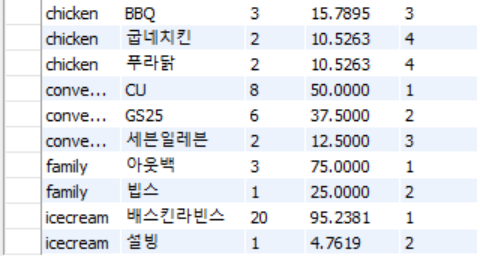 chicken BBQ 3 15.7895 3
chicken 굽네치킨 2 10.5263 4
chicken 푸라닭 2 10.5263 4
conve... CU 8 50.0000 1
conve... GS25 6 37.5000 2
conve... 세븐일레븐 2 12.5000 3
family 아웃백 3 75.0000 1
family 빕스 1 25.0000 2
icecream 배스킨라빈스 20 95.2381 1
icecream 설빙 1 4.7619 2